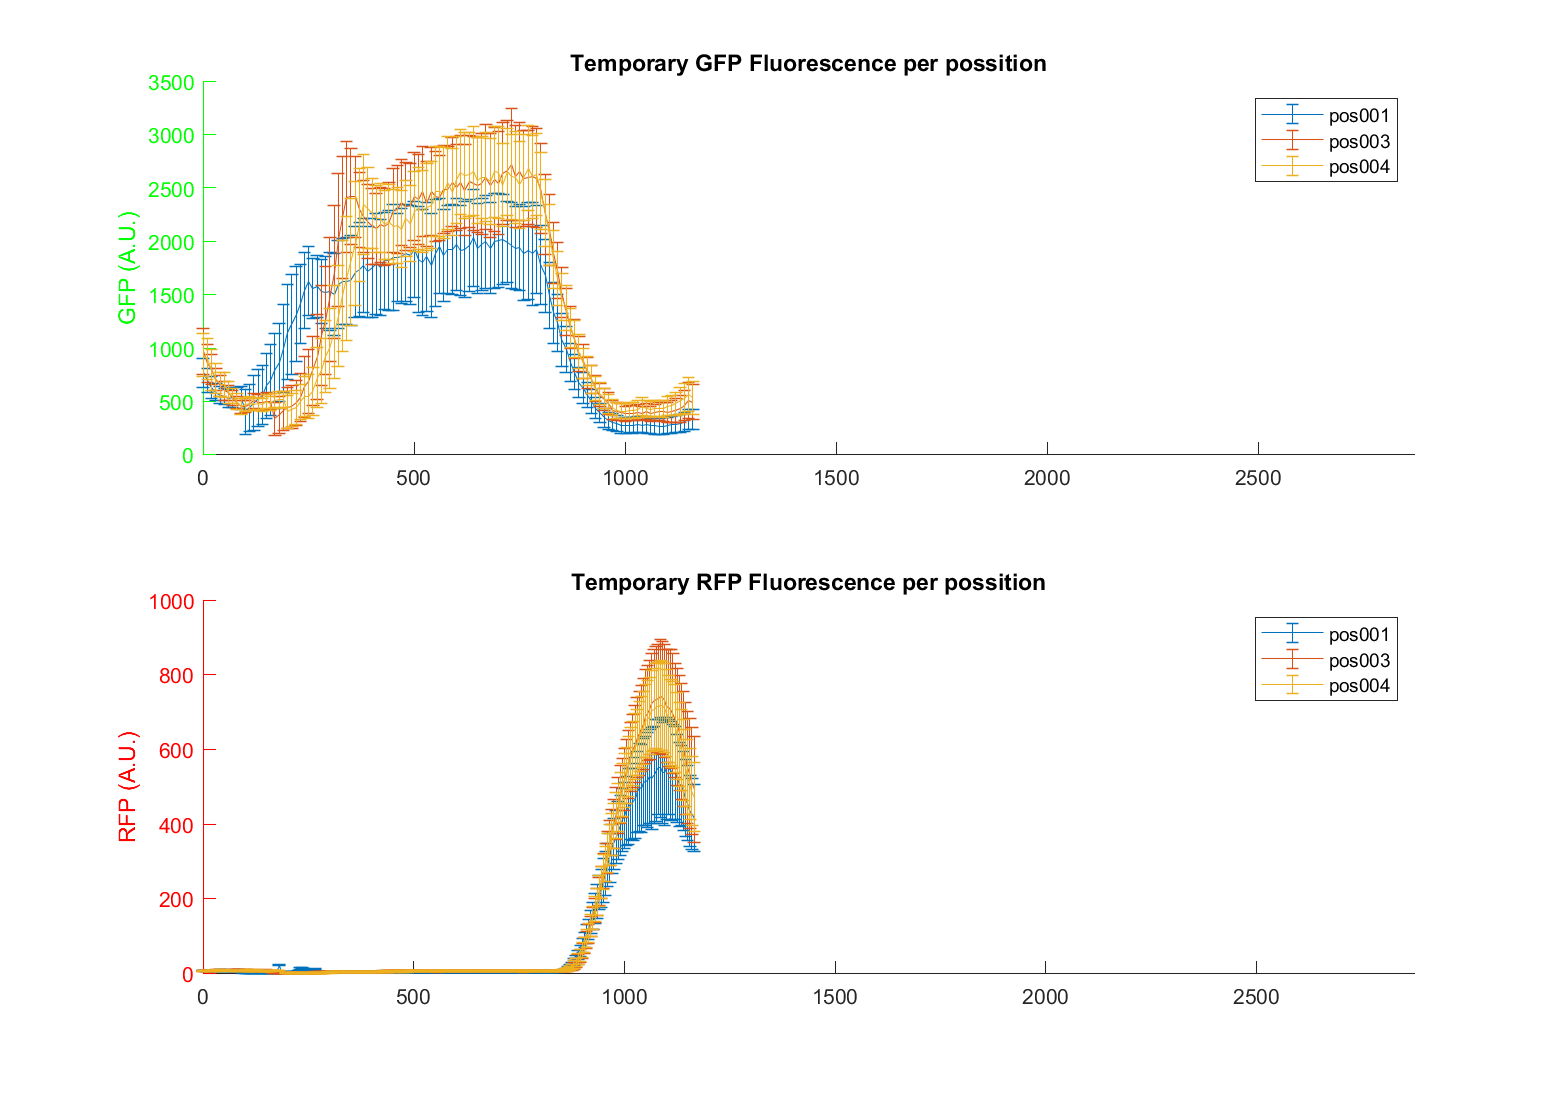 Temporary GFP Fluorescence per possition
3500
3000
2500
2000
1500
1000
500
0
GFP (A.U.)
0 500 1000 1500 2000 2500
pos001
pos003
pos004
Temporary RFP Fluorescence per possition
1000
800
600
400
200
0
RFP (A.U.)
0 500 1000 1500 2000 2500
pos001
pos003
pos004